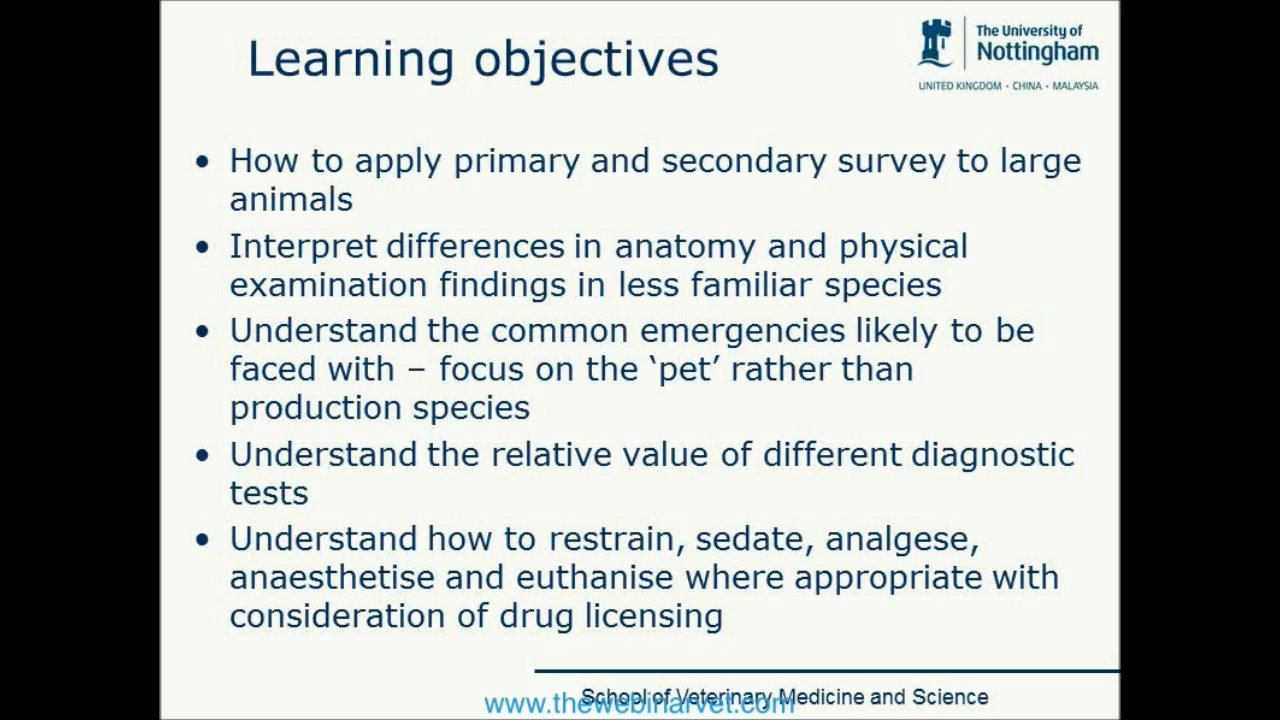 Learning objectives
The University of
Nottingham
UNITED KINGDOM · CHINA · MALAYSIA
• How to apply primary and secondary survey to large
animals
• Interpret differences in anatomy and physical
examination findings in less familiar species
• Understand the common emergencies likely to be
faced with – focus on the ‘pet’ rather than
production species
• Understand the relative value of different diagnostic
tests
• Understand how to restrain, sedate, analgese,
anaesthetise and euthanise where appropriate with
consideration of drug licensing
School of Veterinary Medicine and Science
www.thewebinarvet.com